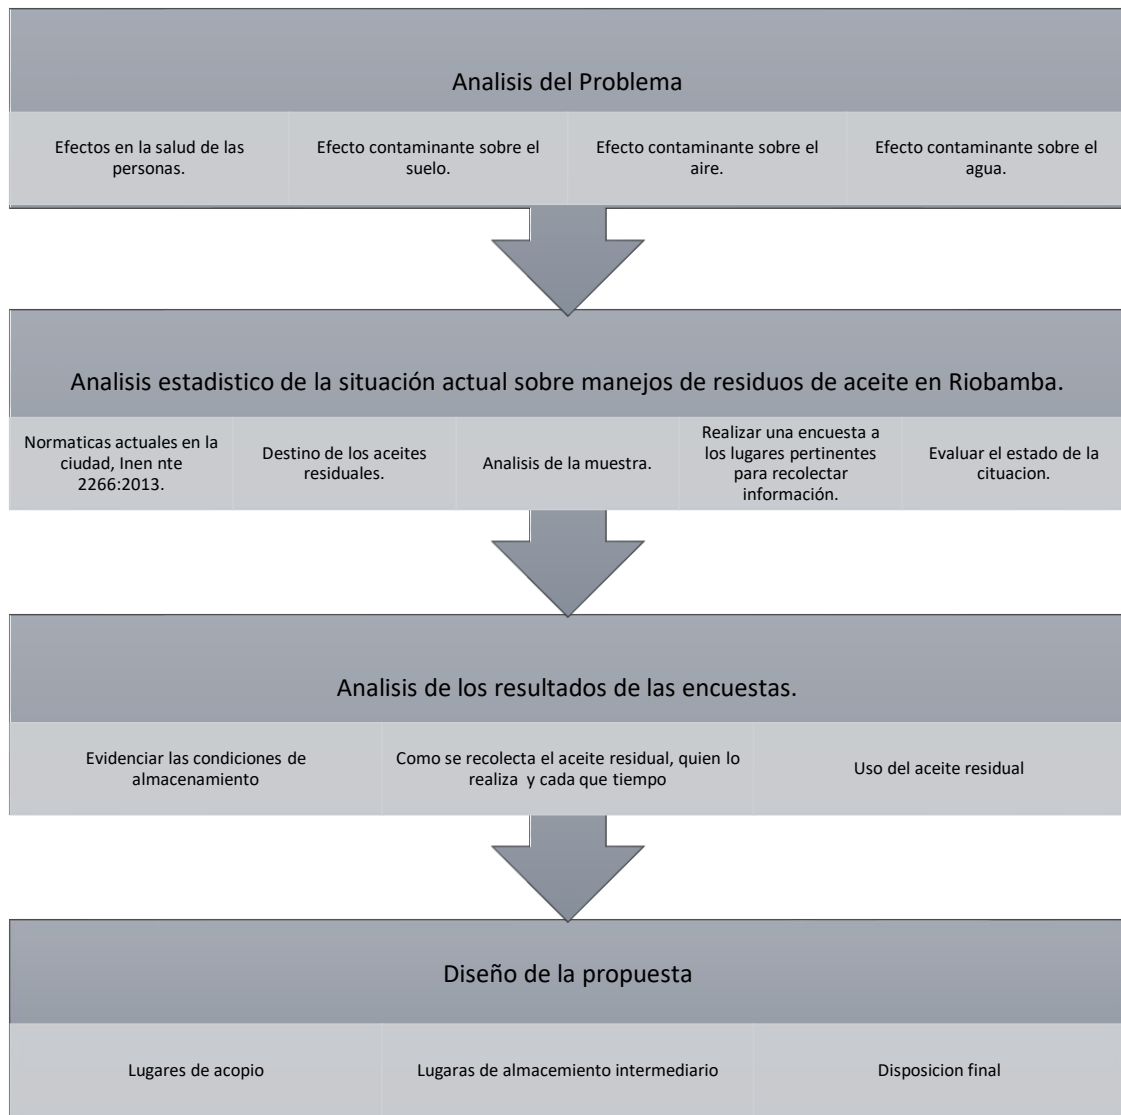 Analisis del Problema
Efectos en la salud de las
personas.
Efecto contaminante sobre el
suelo.
Efecto contaminante sobre el
aire.
Efecto contaminante sobre el
agua.
Analisis estadistico de la situación actual sobre manejos de residuos de aceite en Riobamba.
Normaticas actuales en la
ciudad, Inen nte
2266:2013.
Destino de los aceites
residuales.
Analisis de la muestra.
Realizar una encuesta a
los lugares pertinentes
para recolectar
información.
Evaluar el estado de la
cituacion.
Analisis de los resultados de las encuestas.
Evidenciar las condiciones de
almacenamiento
Como se recolecta el aceite residual, quien lo
realiza y cada que tiempo
Uso del aceite residual
Diseño de la propuesta
Lugares de acopio
Lugaras de almacemiento intermediario
Disposicion final